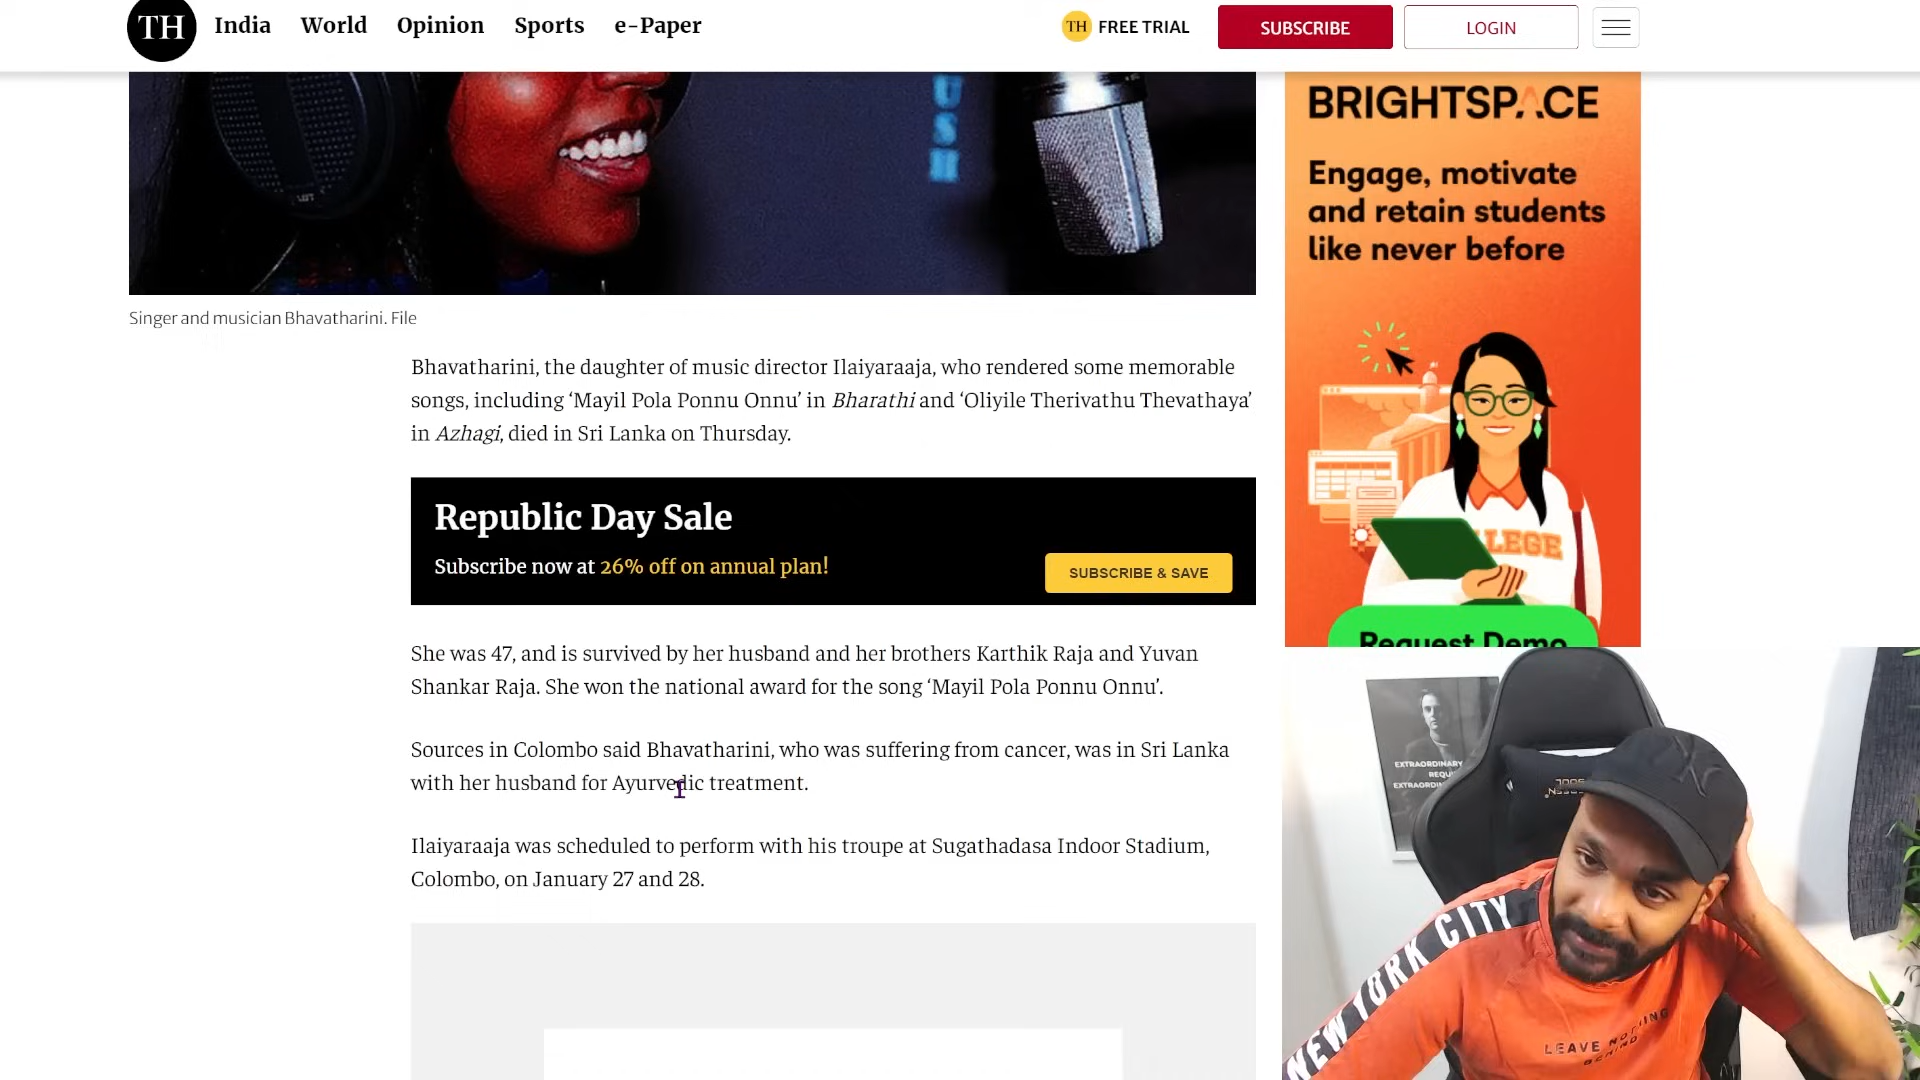 TH
India World Opinion Sports e-Paper
TH FREE TRIAL
SUBSCRIBE
LOGIN
Singer and musician Bhavatharini. File
Bhavatharini, the daughter of music director Ilaiyaraaja, who rendered some memorable
songs, including ‘Mayil Pola Ponnu Onnu’ in Bharathi and ‘Oliyile Therivathu Thevathaya’
in Azhagi, died in Sri Lanka on Thursday.
Republic Day Sale
Subscribe now at 26% off on annual plan!
SUBSCRIBE & SAVE
She was 47, and is survived by her husband and her brothers Karthik Raja and Yuvan
Shankar Raja. She won the national award for the song ‘Mayil Pola Ponnu Onnu’.
Sources in Colombo said Bhavatharini, who was suffering from cancer, was in Sri Lanka
with her husband for Ayurvedic treatment.
Ilaiyaraaja was scheduled to perform with his troupe at Sugathadasa Indoor Stadium,
Colombo, on January 27 and 28.
BRIGHTSPACE
Engage, motivate
and retain students
like never before
LLEGE
Request Demo
EXTRAORDINARY
REQU
EXTRAORDIN
NEW YORK CITY
LEAVE NOTHING
BEHIND